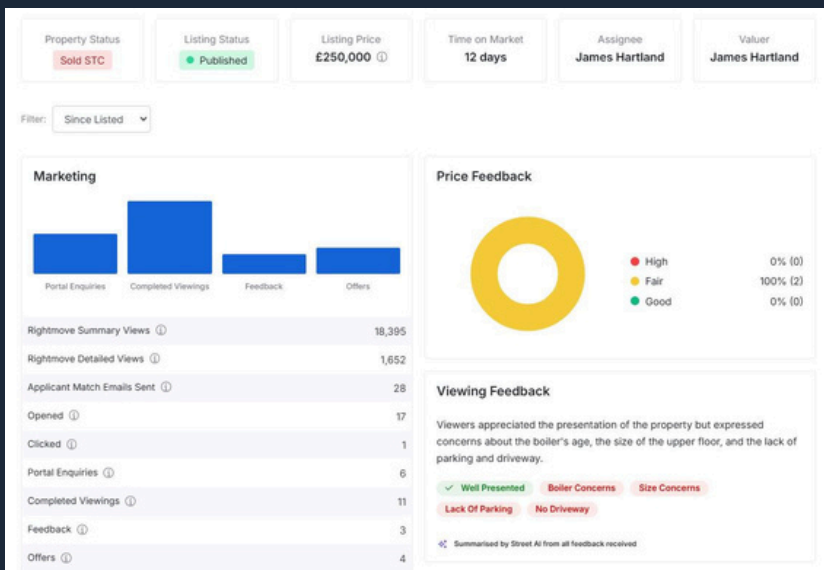 Property Status
Sold STC
Listing Status
Published
Listing Price
£250,000
Time on Market
12 days
Assignee
James Hartland
Valuer
James Hartland
Filter:
Since Listed
Marketing
Portal Enquiries
Completed Viewings
Feedback
Offers
Rightmove Summary Views 18,395
Rightmove Detailed Views 1,652
Applicant Match Emails Sent 28
Opened 17
Clicked 1
Portal Enquiries 6
Completed Viewings 11
Feedback 3
Offers 4
Price Feedback
High 0% (0)
Fair 100% (2)
Good 0% (0)
Viewing Feedback
Viewers appreciated the presentation of the property but expressed
concerns about the boiler's age, the size of the upper floor, and the lack of
parking and driveway.
Well Presented Boiler Concerns Size Concerns
Lack Of Parking No Driveway
Summarised by Street AI from all feedback received